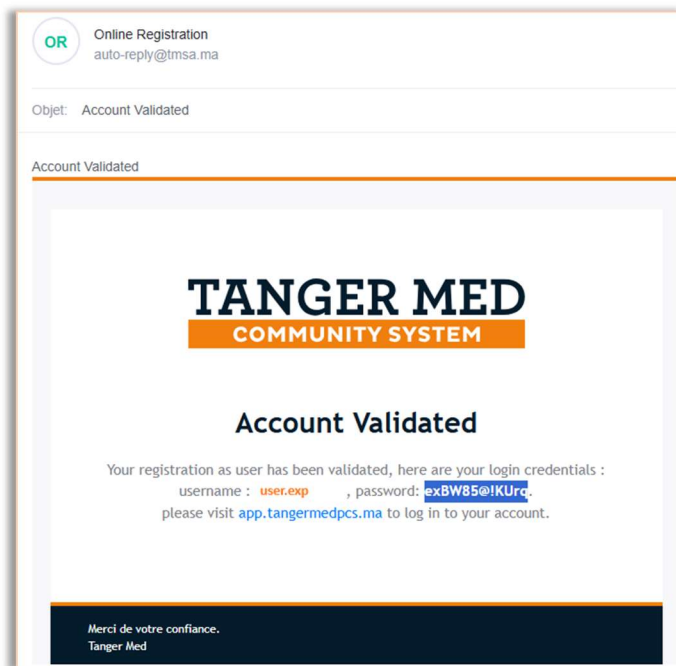 OR
Online Registration
auto-reply@tmsa.ma
Objet: Account Validated
Account Validated
TANGER MED
COMMUNITY SYSTEM
Account Validated
Your registration as user has been validated, here are your login credentials :
username : user.exp , password: exBW85@!KUrq.
please visit app.tangermedpcs.ma to log in to your account.
Merci de votre confiance.
Tanger Med